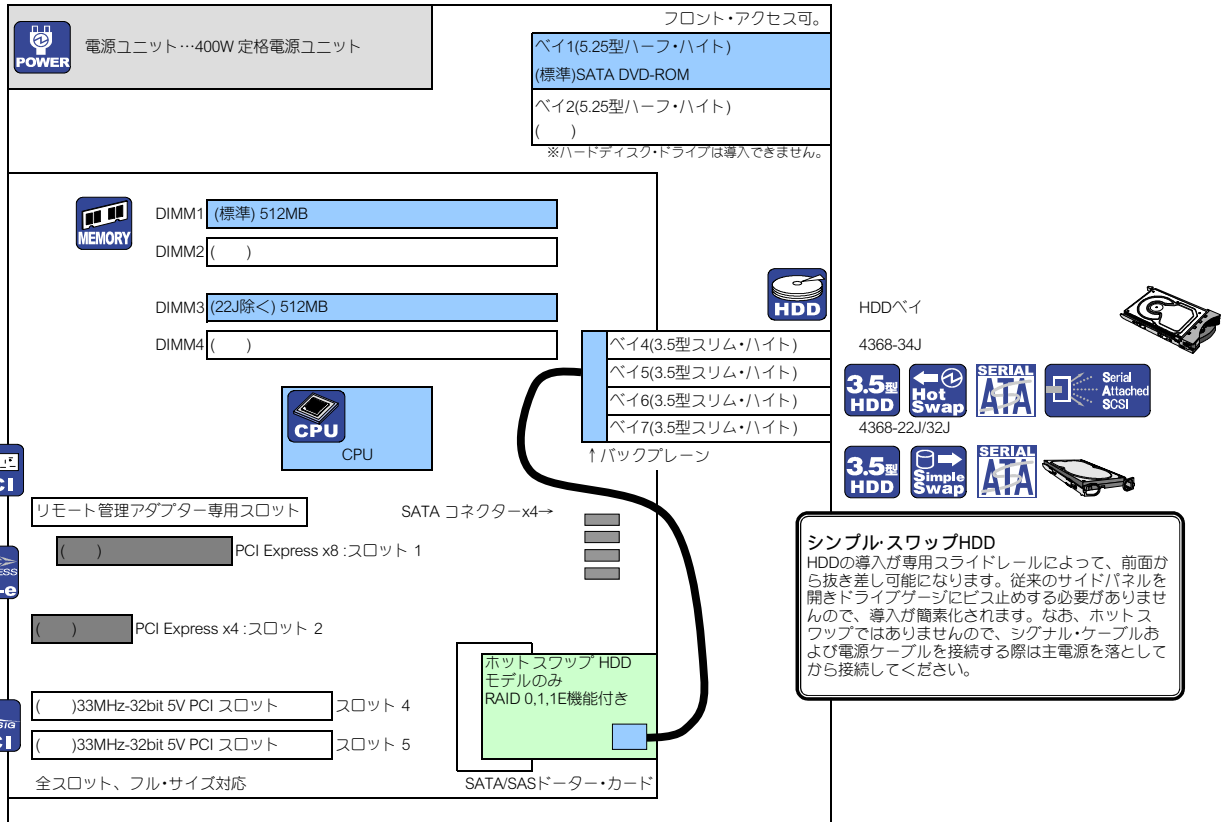 フロント・アクセス可。
POWER
電源ユニット…400W 定格電源ユニット
ベイ1(5.25型ハーフ・ハイト)
(標準)SATA DVD-ROM
ベイ2(5.25型ハーフ・ハイト)
(　　)
※ハードディスク・ドライブは導入できません。
MEMORY
DIMM1 (標準) 512MB
DIMM2 (　　)
DIMM3 (22J除く) 512MB
DIMM4 (　　)
HDD
HDDベイ
4368-34J
ベイ4(3.5型スリム・ハイト)
ベイ5(3.5型スリム・ハイト)
ベイ6(3.5型スリム・ハイト)
ベイ7(3.5型スリム・ハイト)
↑バックプレーン
3.5型 HDD
Hot Swap
SERIAL ATA
Serial Attached SCSI
4368-22J/32J
3.5型 HDD
Simple Swap
SERIAL ATA
CPU
CPU
CI
リモート管理アダプター専用スロット
SATA コネクターx4→
(　　) PCI Express x8 :スロット 1
ESS
-e
(　　) PCI Express x4 :スロット 2
シンプル・スワップHDD
HDDの導入が専用スライドレールによって、前面か
ら抜き差し可能になります。従来のサイドパネルを
開きドライブゲージにビス止めする必要がありませ
んので、導入が簡素化されます。なお、ホットス
ワップではありませんので、シグナル・ケーブルお
よび電源ケーブルを接続する際は主電源を落として
から接続してください。
ホットスワップ HDD
モデルのみ
RAID 0,1,1E機能付き
SIG
CI
(　　)33MHz-32bit 5V PCI スロット スロット 4
(　　)33MHz-32bit 5V PCI スロット スロット 5
全スロット、フル・サイズ対応
SATA/SASドーター・カード